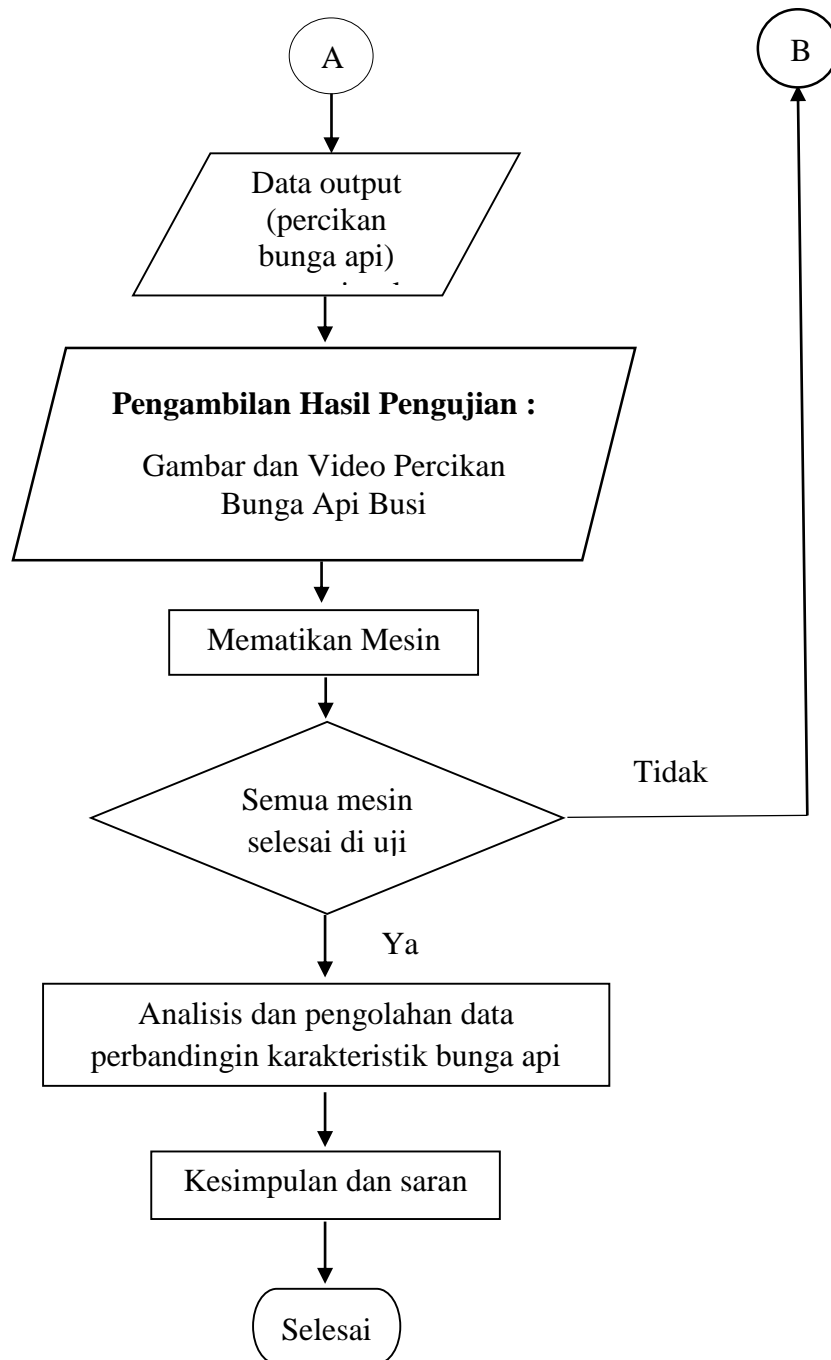 A
B
Data output
(percikan
bunga api)
Pengambilan Hasil Pengujian :
Gambar dan Video Percikan
Bunga Api Busi
Mematikan Mesin
Tidak
Semua mesin
selesai di uji
Ya
Analisis dan pengolahan data
perbandingin karakteristik bunga api
Kesimpulan dan saran
Selesai